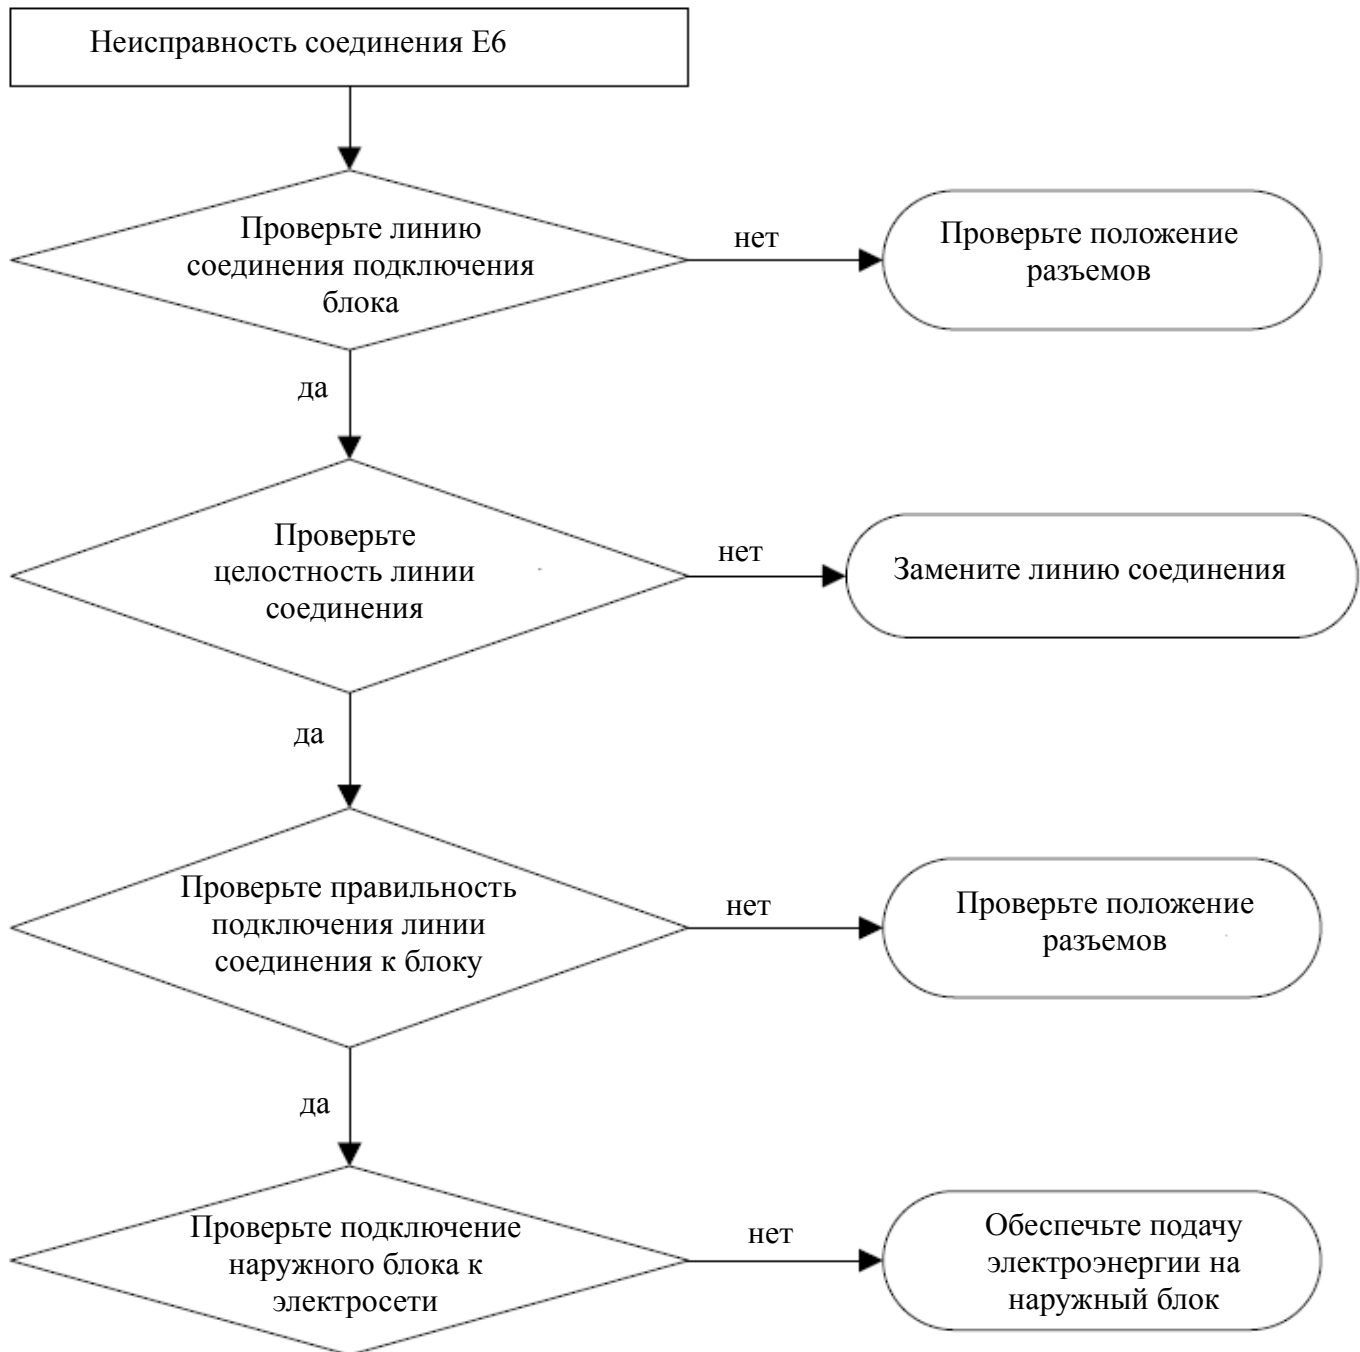 Неисправность соединения Е6
Проверьте линию
соединения подключения
блока
нет
Проверьте положение
разъемов
да
Проверьте
целостность линии
соединения
нет
Замените линию соединения
да
Проверьте правильность
подключения линии
соединения к блоку
нет
Проверьте положение
разъемов
да
Проверьте подключение
наружного блока к
электросети
нет
Обеспечьте подачу
электроэнергии на
наружный блок